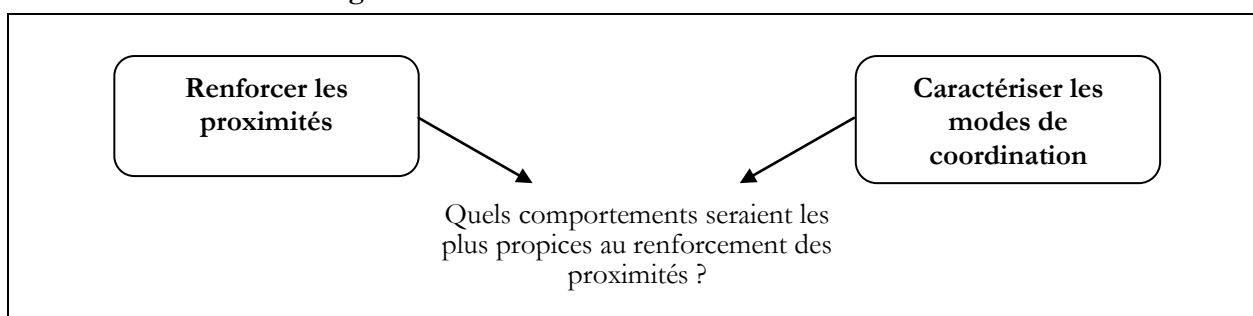 Renforcer les
proximités
Caractériser les
modes de
coordination
Quels comportements seraient les
plus propices au renforcement des
proximités ?